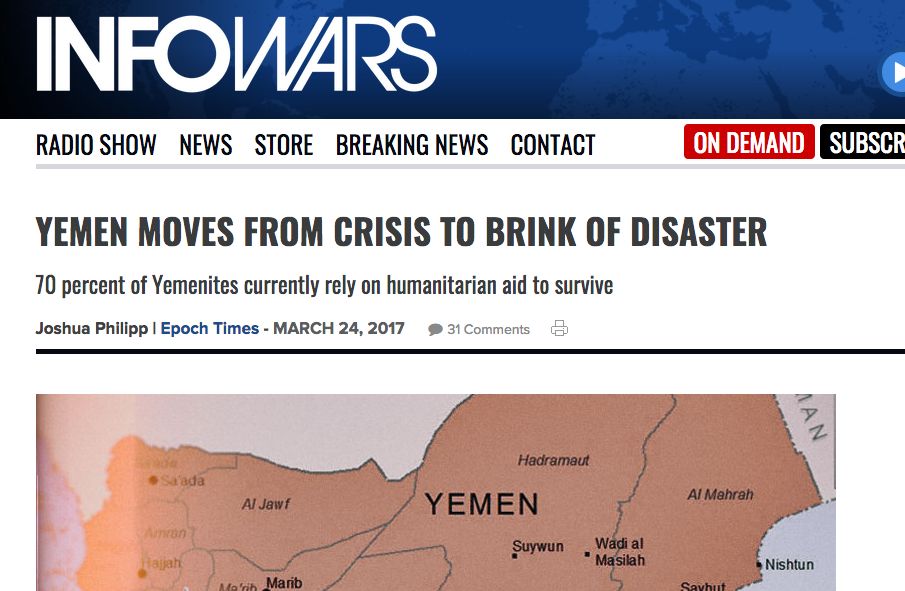 INFOWARS
RADIO SHOW NEWS STORE BREAKING NEWS CONTACT ON DEMAND SUBSCR
YEMEN MOVES FROM CRISIS TO BRINK OF DISASTER
70 percent of Yemenites currently rely on humanitarian aid to survive
Joshua Philipp | Epoch Times - MARCH 24, 2017 31 Comments
MAN
Hadramaut
Sa'ada
Sa'ada
Al Jawf
YEMEN
Al Mahrah
Amran
Suywun
Wadi al
Masilah
Hajjah
Nishtun
Ma'rib
Marib
Sayhut